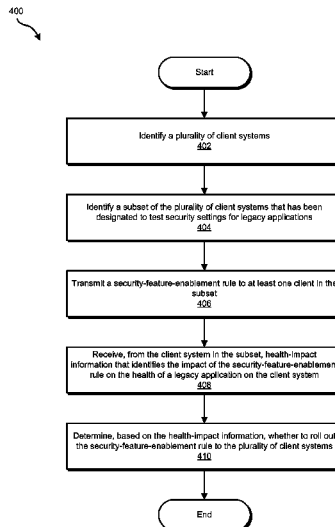 400
Start
Identify a plurality of client systems
402
Identify a subset of the plurality of client systems that has been
designated to test security settings for legacy applications
404
Transmit a security-feature-enablement rule to at least one client in the
subset
406
Receive, from the client system in the subset, health-impact
information that identifies the impact of the security-feature-enablemen
rule on the health of a legacy application on the client system
408
Determine, based on the health-impact information, whether to roll out
the security-feature-enablement rule to the plurality of client systems
410
End